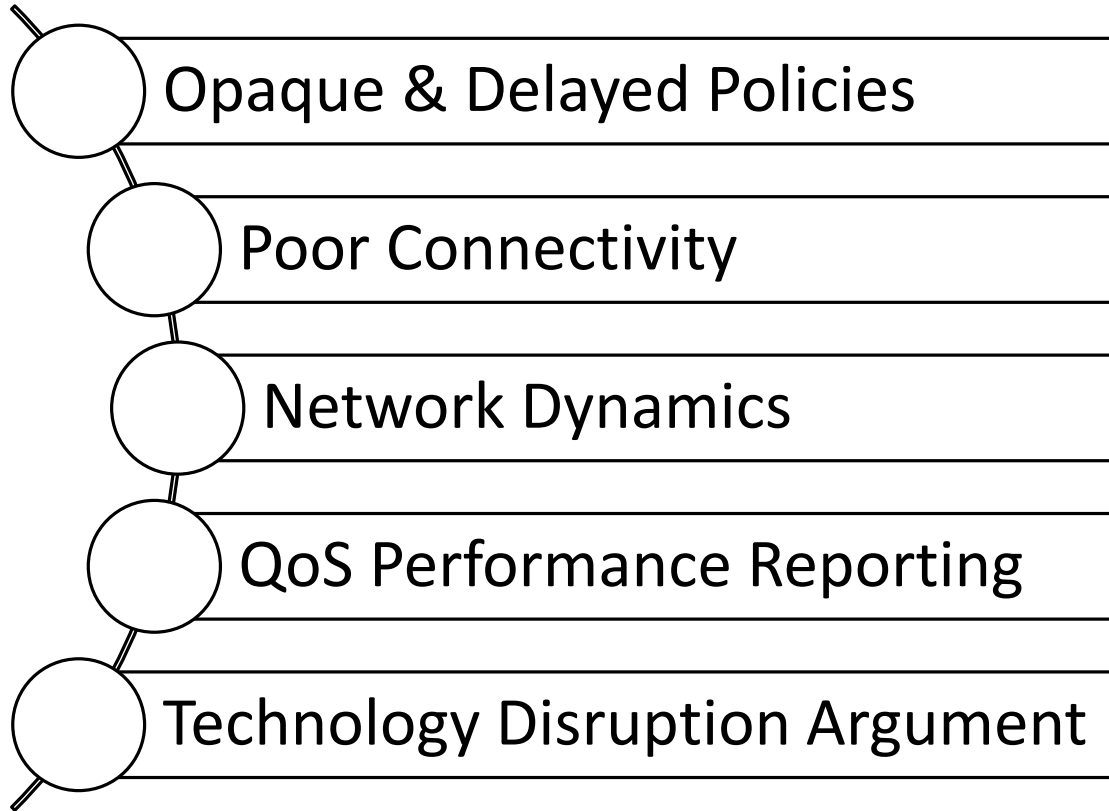 Opaque & Delayed Policies
Poor Connectivity
Network Dynamics
QoS Performance Reporting
Technology Disruption Argument